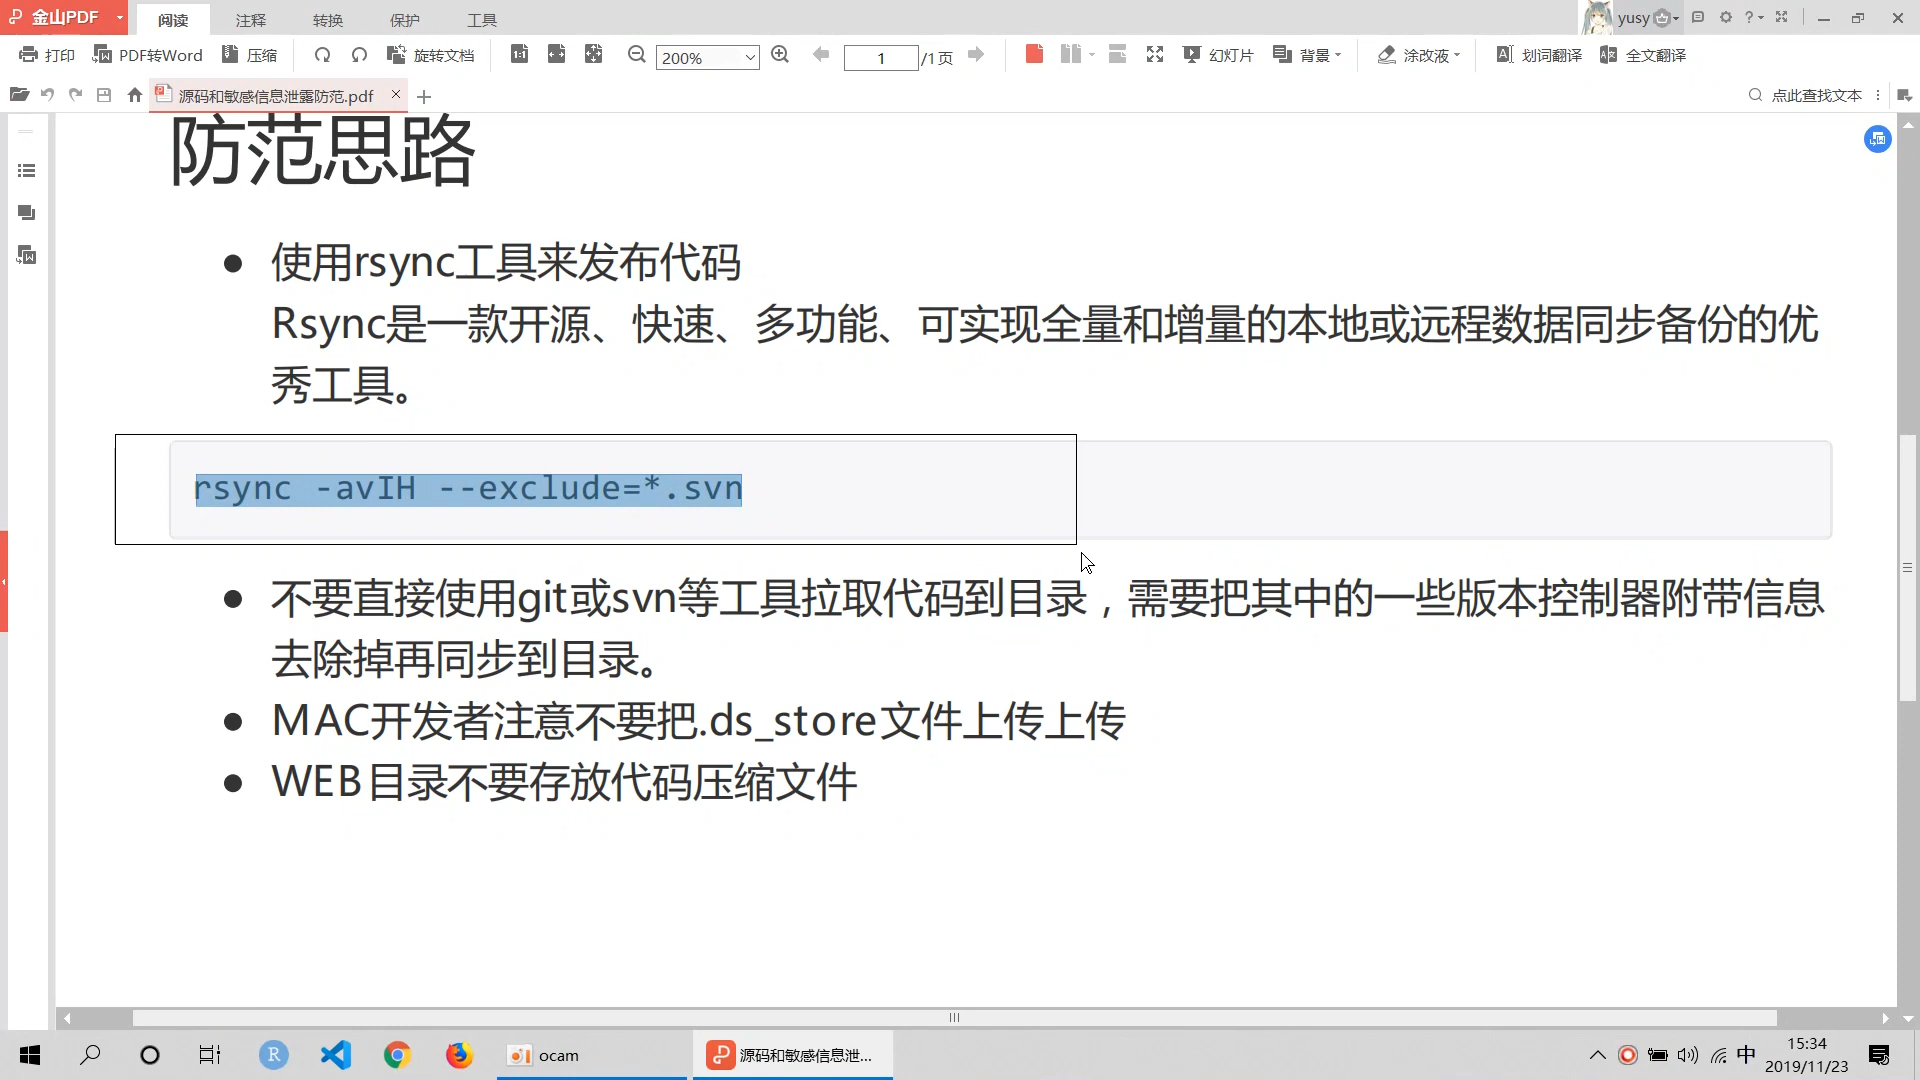 金山PDF
阅读 注释 转换 保护 工具
yusy
打印 PDF转Word 压缩 旋转文档 200% 1 /1页 幻灯片 背景 涂改液 划词翻译 全文翻译
源码和敏感信息泄露防范.pdf
点此查找文本
防范思路
使用rsync工具来发布代码
Rsync是一款开源、快速、多功能、可实现全量和增量的本地或远程数据同步备份的优
秀工具。
rsync -avIH --exclude=*.svn
不要直接使用git或svn等工具拉取代码到目录，需要把其中的一些版本控制器附带信息
去除掉再同步到目录。
MAC开发者注意不要把.ds_store文件上传上传
WEB目录不要存放代码压缩文件
ocam
源码和敏感信息泄...
中
15:34
2019/11/23